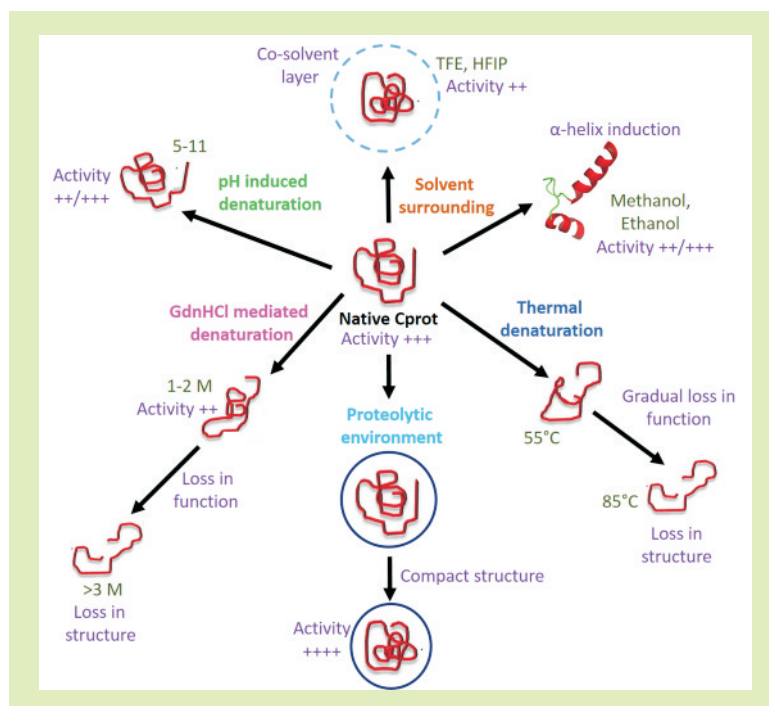 Co-solvent
layer
TFE, HFIP
Activity ++
α-helix induction
5-11
Activity
++/+++
pH induced
denaturation
Solvent
surrounding
Methanol,
Ethanol
Activity ++/+++
GdnHCl mediated
denaturation
Native Cprot
Activity +++
Thermal
denaturation
1-2 M
Activity ++
Proteolytic
environment
55°C
Gradual loss in
function
Loss in
function
85°C
Loss in
structure
>3 M
Loss in
structure
Compact structure
Activity
++++